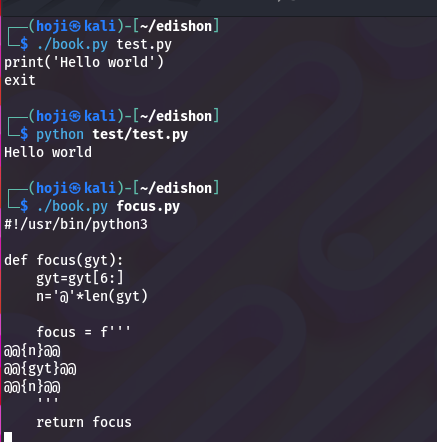 ┌──(hoji㉿kali)-[~/edishon]
└─$ ./book.py test.py
print('Hello world')
exit

┌──(hoji㉿kali)-[~/edishon]
└─$ python test/test.py
Hello world

┌──(hoji㉿kali)-[~/edishon]
└─$ ./book.py focus.py
#!/usr/bin/python3

def focus(gyt):
    gyt=gyt[6:]
    n='@'*len(gyt)

    focus = f'''
@@{n}@@
@@{gyt}@@
@@{n}@@
    '''
    return focus